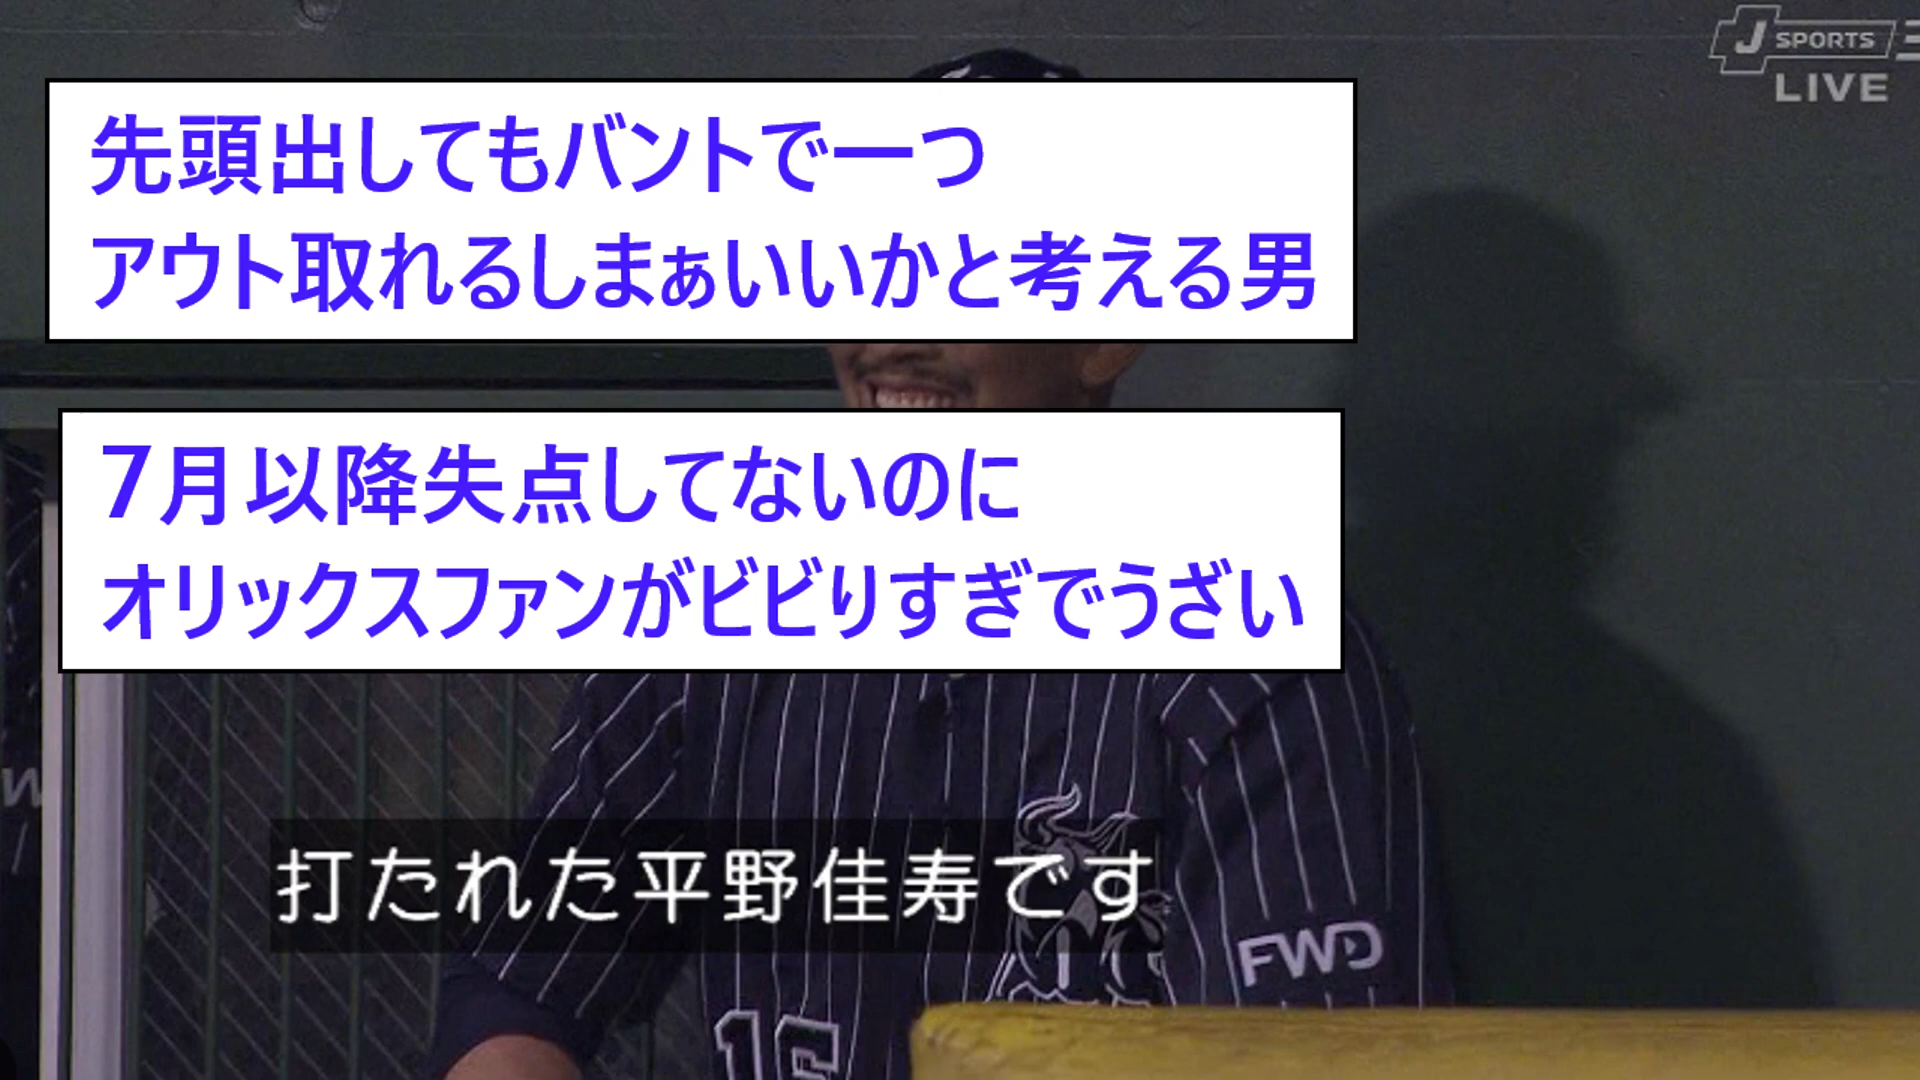 J SPORTS 3
LIVE
先頭出してもバントで一つ
アウト取れるしまぁいいかと考える男
7月以降失点してないのに
オリックスファンがビビりすぎでうざい
W
打たれた平野佳寿です
FWD
16